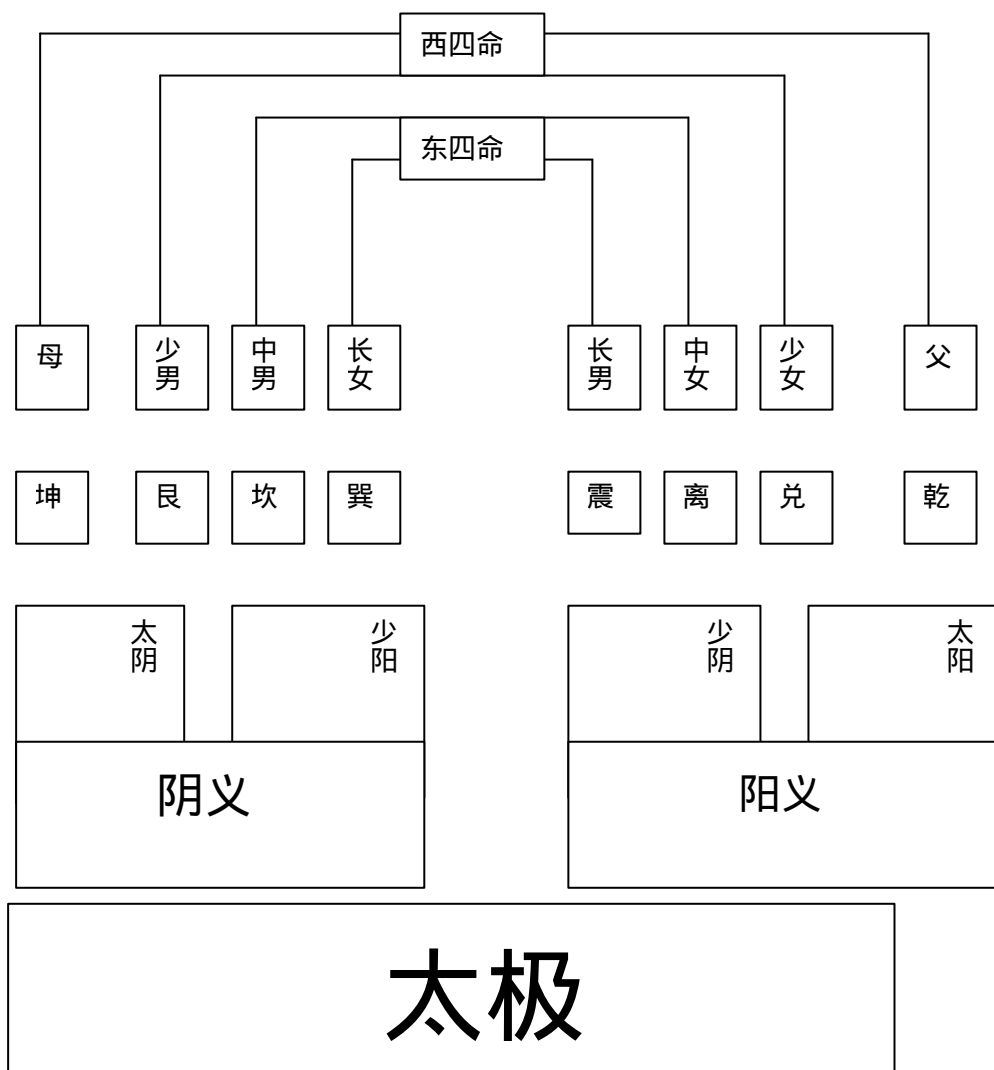 西四命
东四命
母 少男 中男 长女 长男 中女 少女 父
坤 艮 坎 巽 震 离 兑 乾
太阴 少阳 少阴 太阳
阴义 阳义
太极